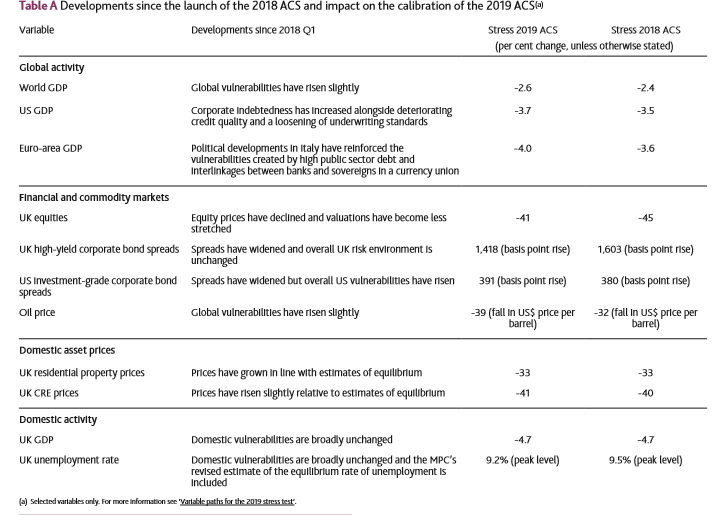 Table A Developments since the launch of the 2018 ACS and impact on the calibration of the 2019 ACS(a)
Variable Developments since 2018 Q1 Stress 2019 ACS Stress 2018 ACS
(per cent change, unless otherwise stated)
Global activity
World GDP Global vulnerabilities have risen slightly -2.6 -2.4
US GDP Corporate indebtedness has increased alongside deteriorating -3.7 -3.5
credit quality and a loosening of underwriting standards
Euro-area GDP Political developments in Italy have reinforced the -4.0 -3.6
vulnerabilities created by high public sector debt and
interlinkages between banks and sovereigns in a currency union
Financial and commodity markets
UK equities Equity prices have declined and valuations have become less -41 -45
stretched
UK high-yield corporate bond spreads Spreads have widened and overall UK risk environment is 1,418 (basis point rise) 1,603 (basis point rise)
unchanged
US investment-grade corporate bond Spreads have widened but overall US vulnerabilities have risen 391 (basis point rise) 380 (basis point rise)
spreads
Oil price Global vulnerabilities have risen slightly -39 (fall in US$ price per -32 (fall in US$ price per
barrel) barrel)
Domestic asset prices
UK residential property prices Prices have grown in line with estimates of equilibrium -33 -33
UK CRE prices Prices have risen slightly relative to estimates of equilibrium -41 -40
Domestic activity
UK GDP Domestic vulnerabilities are broadly unchanged -4.7 -4.7
UK unemployment rate Domestic vulnerabilities are broadly unchanged and the MPC's 9.2% (peak level) 9.5% (peak level)
revised estimate of the equilibrium rate of unemployment is
included
(a) Selected variables only. For more information see 'Variable paths for the 2019 stress test'.